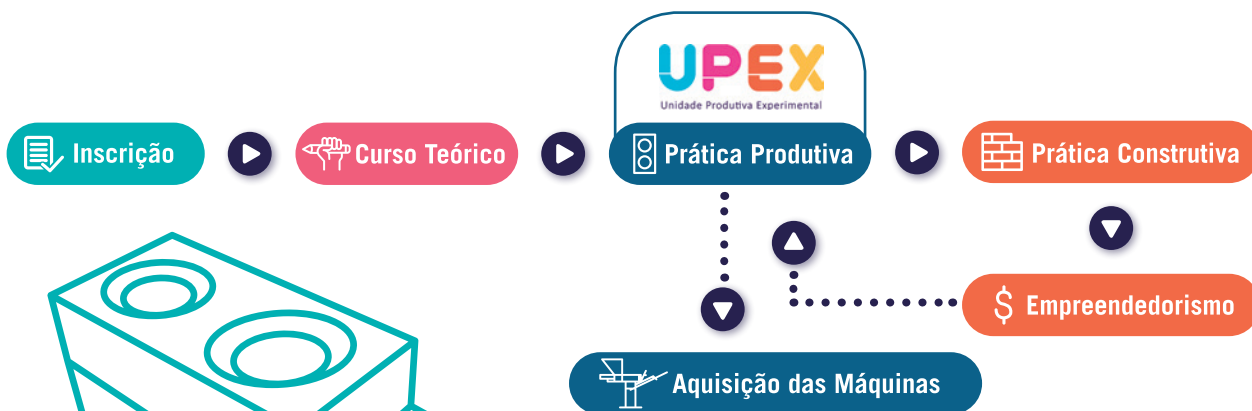 UPEX
Unidade Produtiva Experimental
Inscrição
Curso Teórico
Prática Produtiva
Prática Construtiva
$ Empreendedorismo
Aquisição das Máquinas